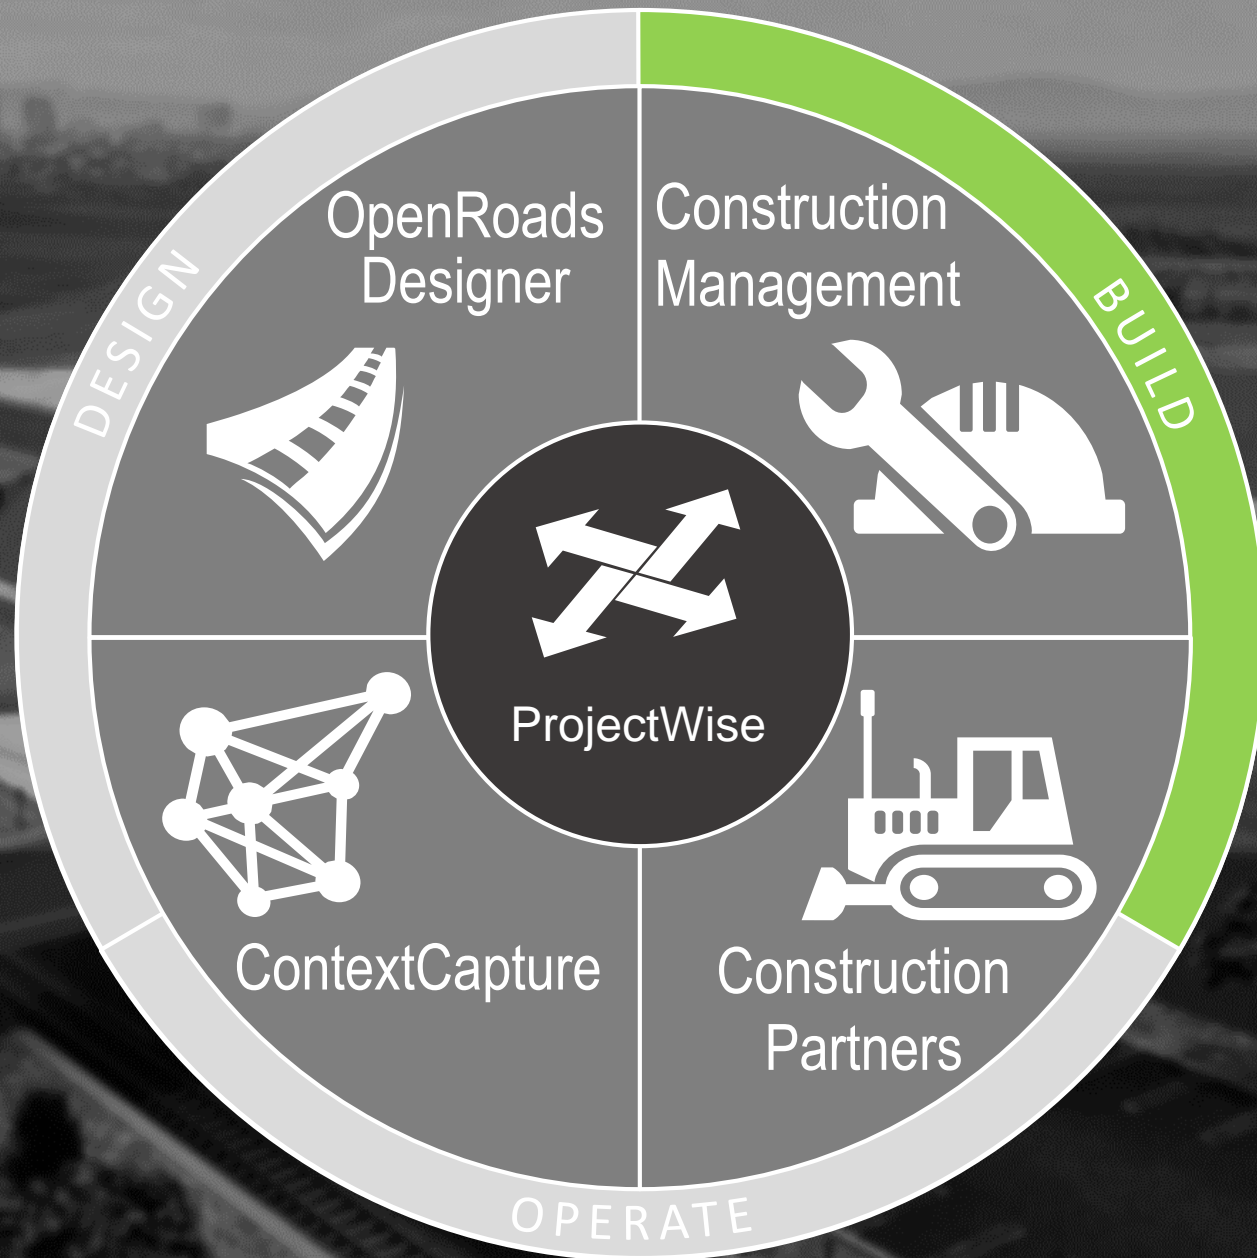 DESIGN
OpenRoads
Designer
Construction
Management
BUILD
ProjectWise
ContextCapture
Construction
Partners
OPERATE